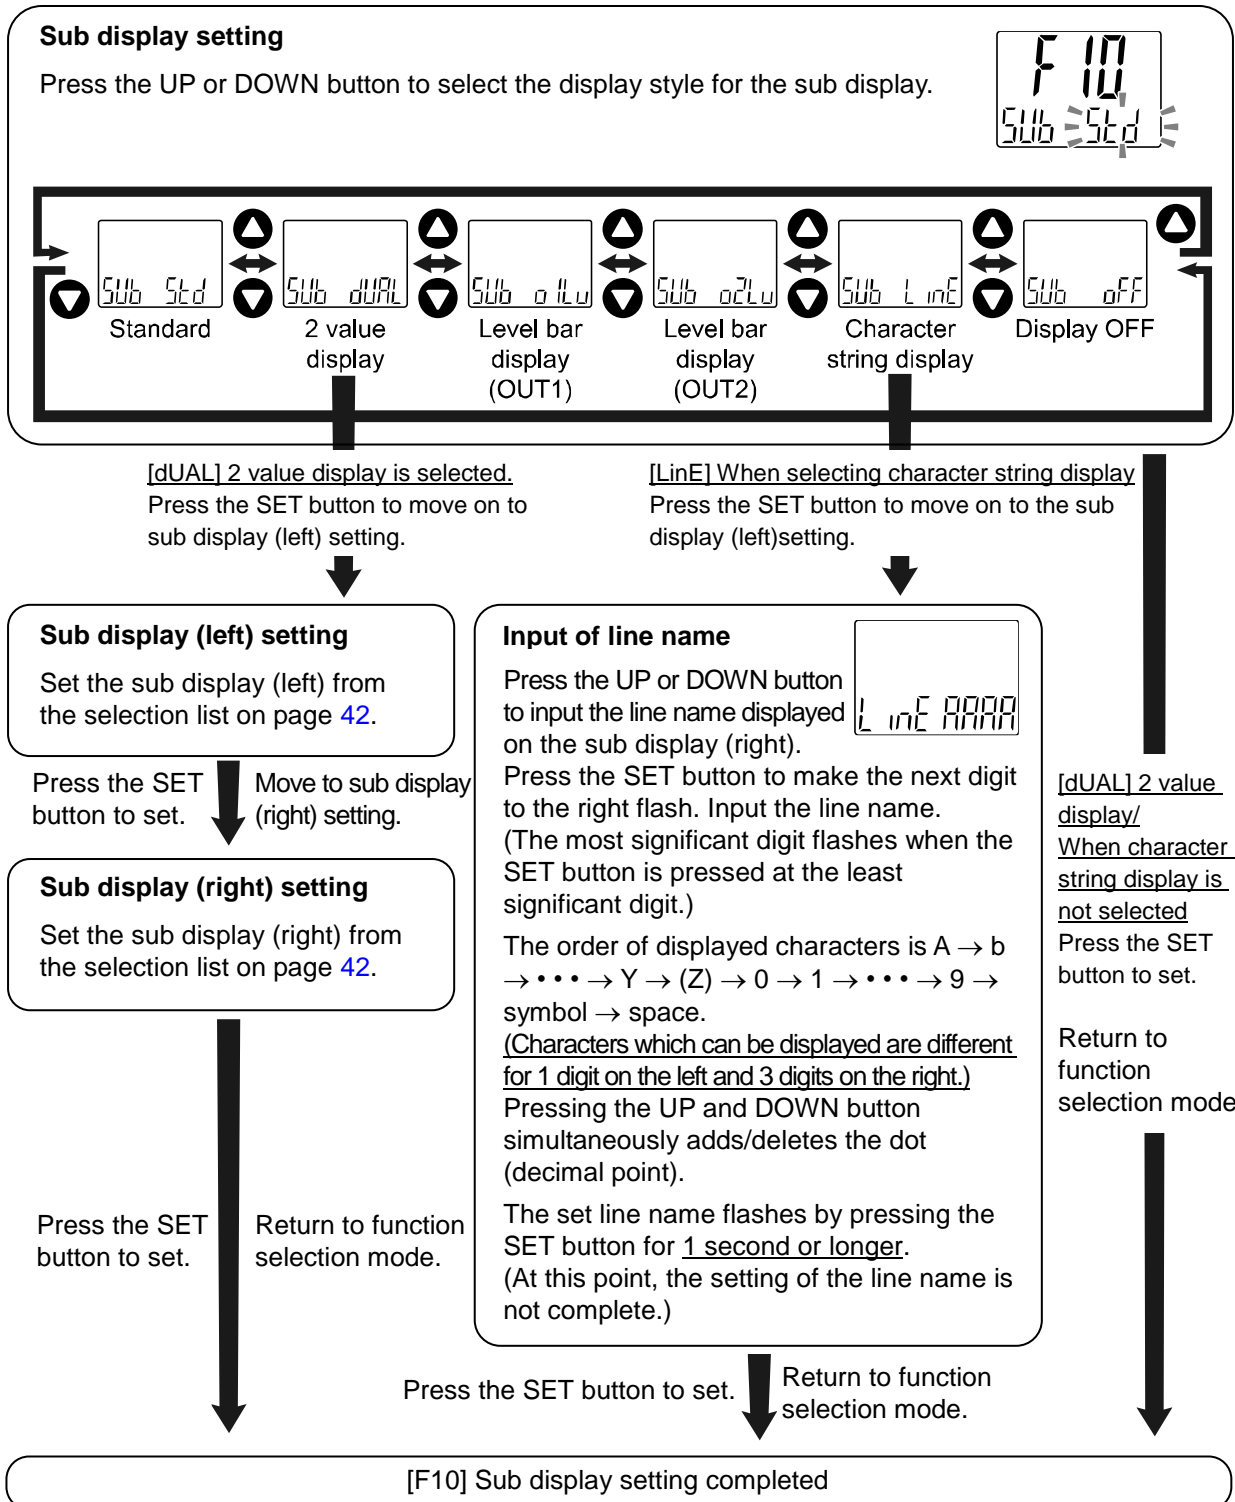 Sub display setting
Press the UP or DOWN button to select the display style for the sub display.
F 10
SUb Std
SUb Std
SUb dUAL
SUb o1Lv
SUb o2Lv
SUb LinE
SUb oFF
Standard
2 value
display
Level bar
display
(OUT1)
Level bar
display
(OUT2)
Character
string display
Display OFF
[dUAL] 2 value display is selected.
Press the SET button to move on to
sub display (left) setting.
[LinE] When selecting character string display
Press the SET button to move on to the sub
display (left)setting.
Sub display (left) setting
Set the sub display (left) from
the selection list on page 42.
Press the SET
button to set.
Move to sub display
(right) setting.
Sub display (right) setting
Set the sub display (right) from
the selection list on page 42.
Press the SET
button to set.
Return to function
selection mode.
Input of line name
Press the UP or DOWN button
to input the line name displayed
on the sub display (right).
LinE AAAA
Press the SET button to make the next digit
to the right flash. Input the line name.
(The most significant digit flashes when the
SET button is pressed at the least
significant digit.)
The order of displayed characters is A → b
→ • • • → Y → (Z) → 0 → 1 → • • • → 9 →
symbol → space.
(Characters which can be displayed are different
for 1 digit on the left and 3 digits on the right.)
Pressing the UP and DOWN button
simultaneously adds/deletes the dot
(decimal point).
The set line name flashes by pressing the
SET button for 1 second or longer.
(At this point, the setting of the line name is
not complete.)
Press the SET button to set.
Return to function
selection mode.
[dUAL] 2 value
display/
When character
string display is
not selected
Press the SET
button to set.
Return to
function
selection mode
[F10] Sub display setting completed